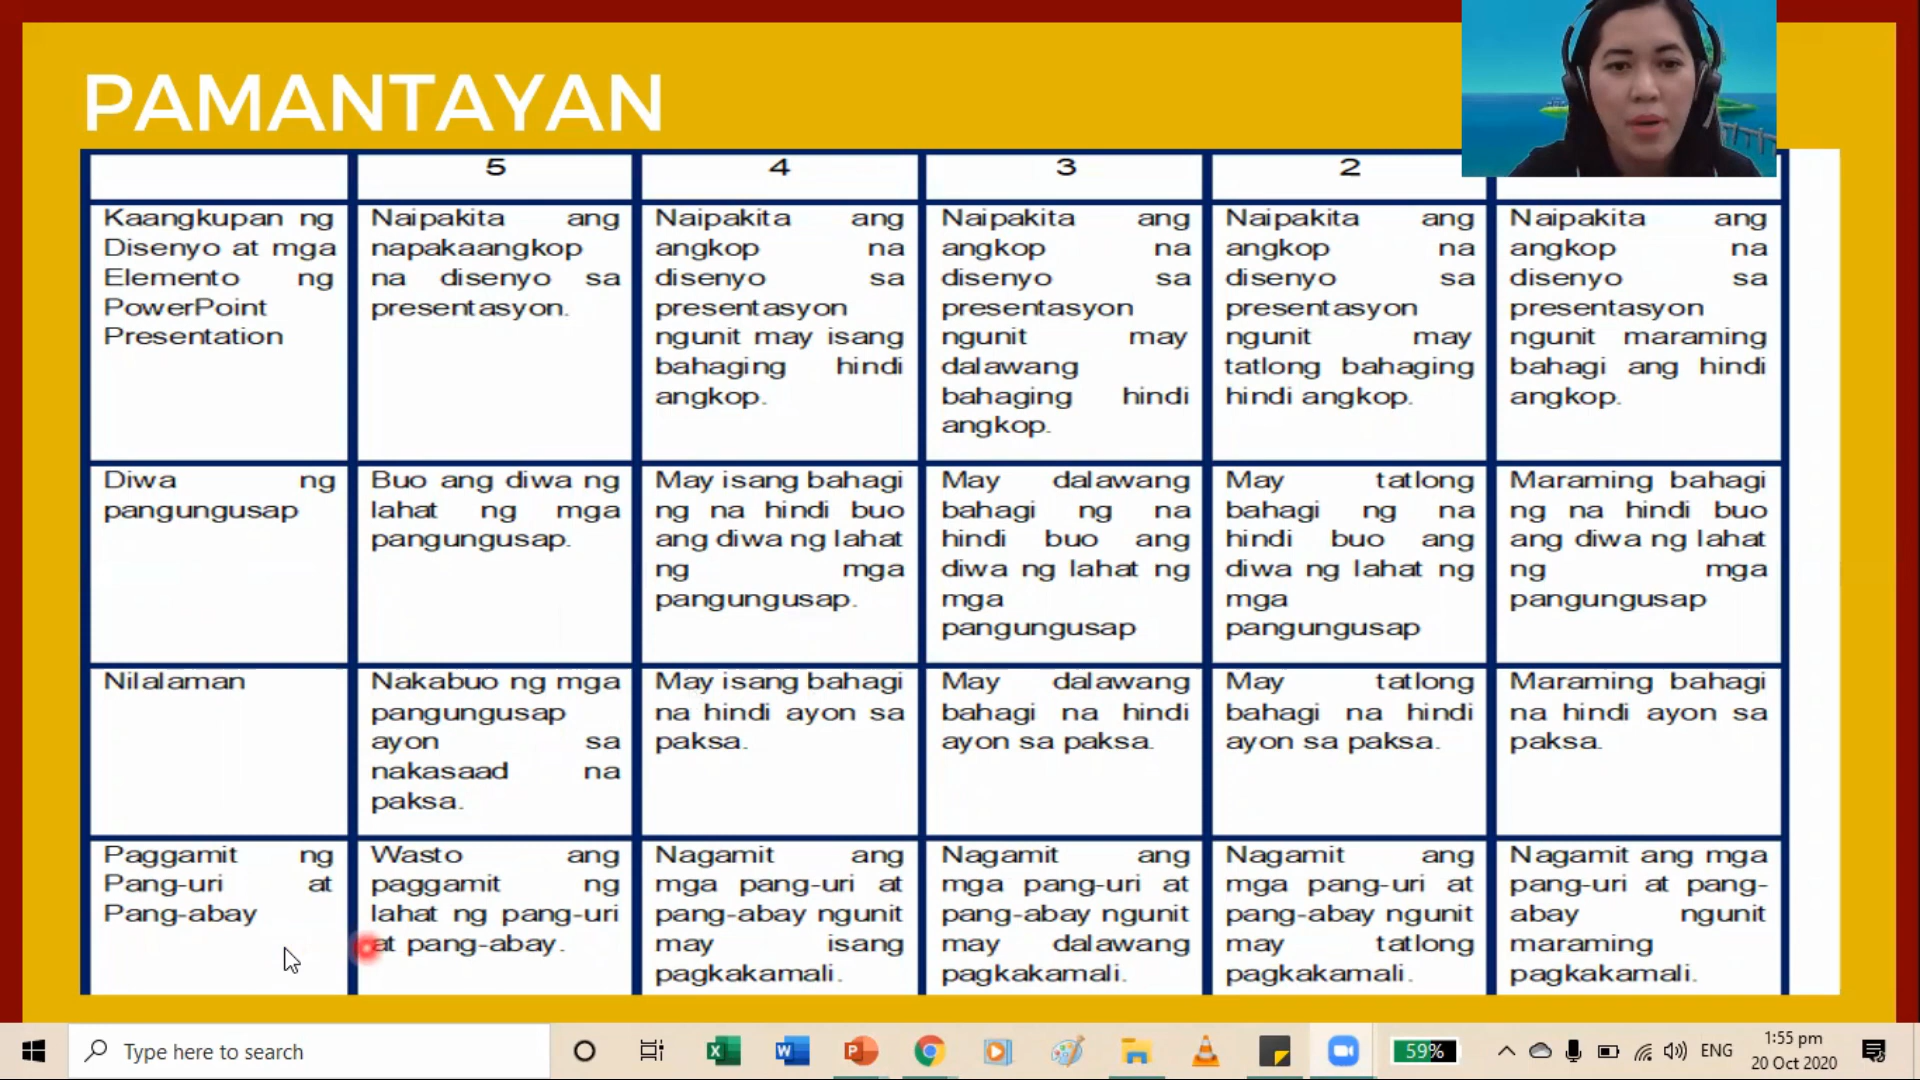 PAMANTAYAN
5 4 3 2
Kaangkupan ng
Disenyo at mga
Elemento ng
PowerPoint
Presentation
Naipakita ang
napakaangkop
na disenyo sa
presentasyon.
Naipakita ang
angkop na
disenyo sa
presentasyon
ngunit may isang
bahaging hindi
angkop.
Naipakita ang
angkop na
disenyo sa
presentasyon
ngunit may
dalawang
bahaging hindi
angkop.
Naipakita ang
angkop na
disenyo sa
presentasyon
ngunit may
tatlong bahaging
hindi angkop.
Naipakita ang
angkop na
disenyo sa
presentasyon
ngunit maraming
bahagi ang hindi
angkop.
Diwa ng
pangungusap
Buo ang diwa ng
lahat ng mga
pangungusap.
May isang bahagi
ng na hindi buo
ang diwa ng lahat
ng mga
pangungusap.
May dalawang
bahagi ng na
hindi buo ang
diwa ng lahat ng
mga
pangungusap
May tatlong
bahagi ng na
hindi buo ang
diwa ng lahat ng
mga
pangungusap
Maraming bahagi
ng na hindi buo
ang diwa ng lahat
ng mga
pangungusap
Nilalaman
Nakabuo ng mga
pangungusap
ayon sa
nakasaad na
paksa.
May isang bahagi
na hindi ayon sa
paksa.
May dalawang
bahagi na hindi
ayon sa paksa.
May tatlong
bahagi na hindi
ayon sa paksa.
Maraming bahagi
na hindi ayon sa
paksa.
Paggamit ng
Pang-uri at
Pang-abay
Wasto ang
paggamit ng
lahat ng pang-uri
at pang-abay.
Nagamit ang
mga pang-uri at
pang-abay ngunit
may isang
pagkakamali.
Nagamit ang
mga pang-uri at
pang-abay ngunit
may dalawang
pagkakamali.
Nagamit ang
mga pang-uri at
pang-abay ngunit
may tatlong
pagkakamali.
Nagamit ang mga
pang-uri at pang-
abay ngunit
maraming
pagkakamali.
Type here to search
59%
ENG
1:55 pm
20 Oct 2020